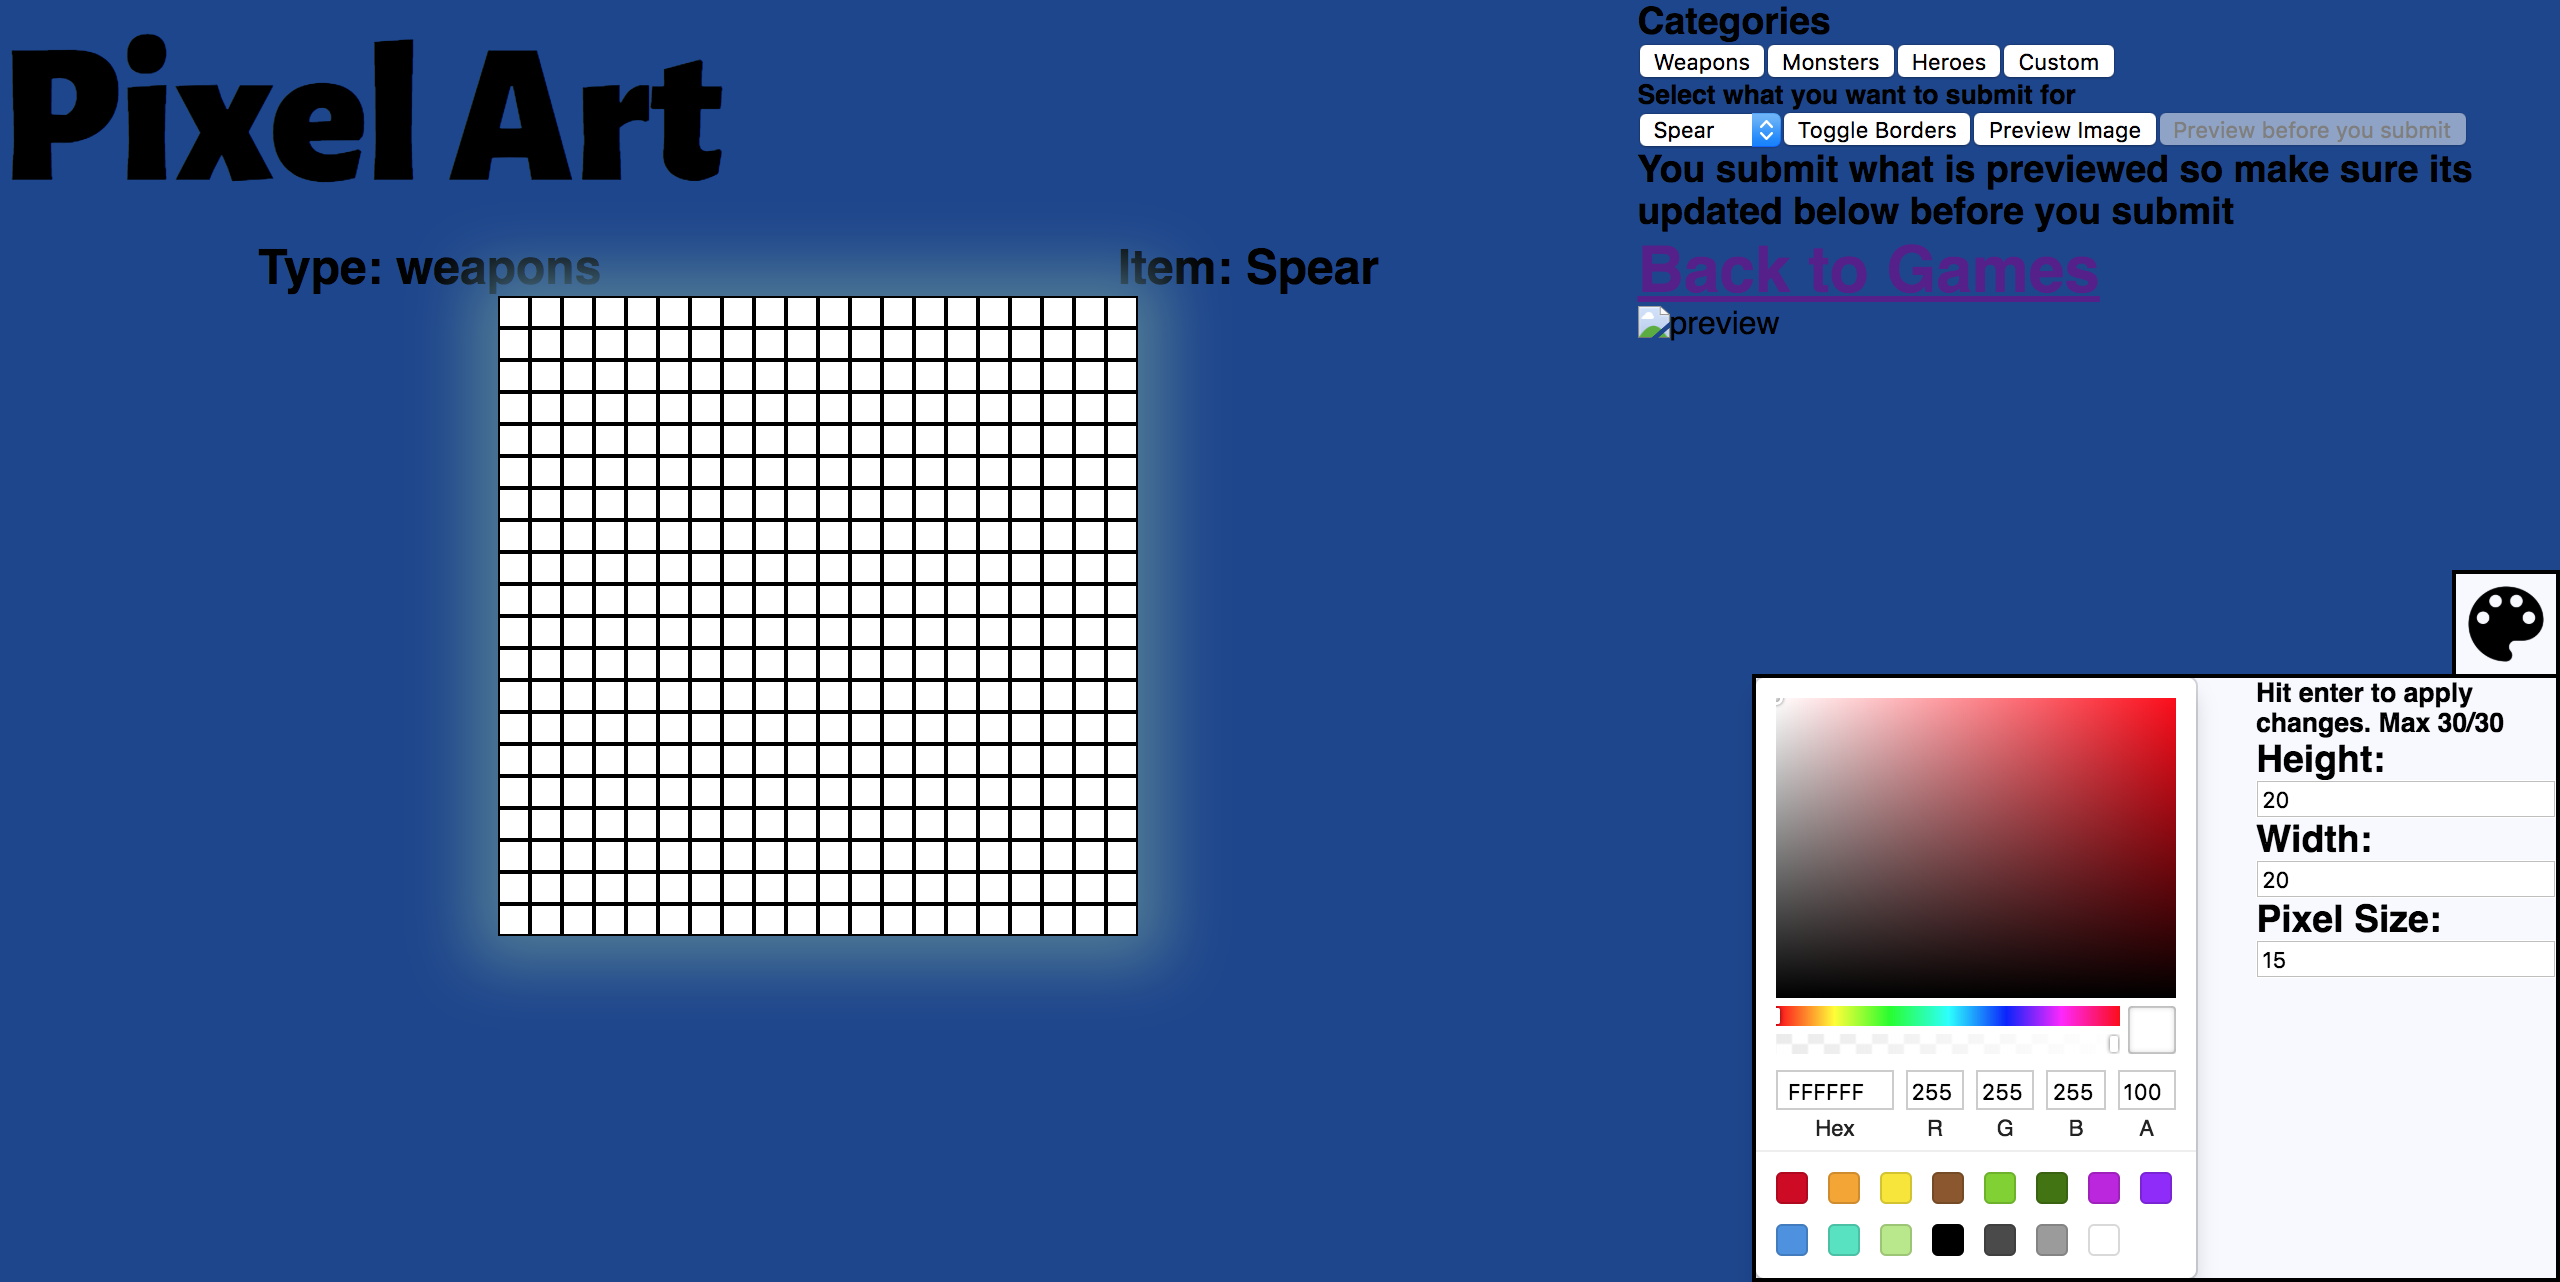 Pixel Art
Type: weapons
Item: Spear
Categories
Weapons Monsters Heroes Custom
Select what you want to submit for
Spear Toggle Borders Preview Image Preview before you submit
You submit what is previewed so make sure its
updated below before you submit
Back to Games
preview
Hit enter to apply
changes. Max 30/30
Height:
20
Width:
20
Pixel Size:
15
FFFFFF 255 255 255 100
Hex R G B A